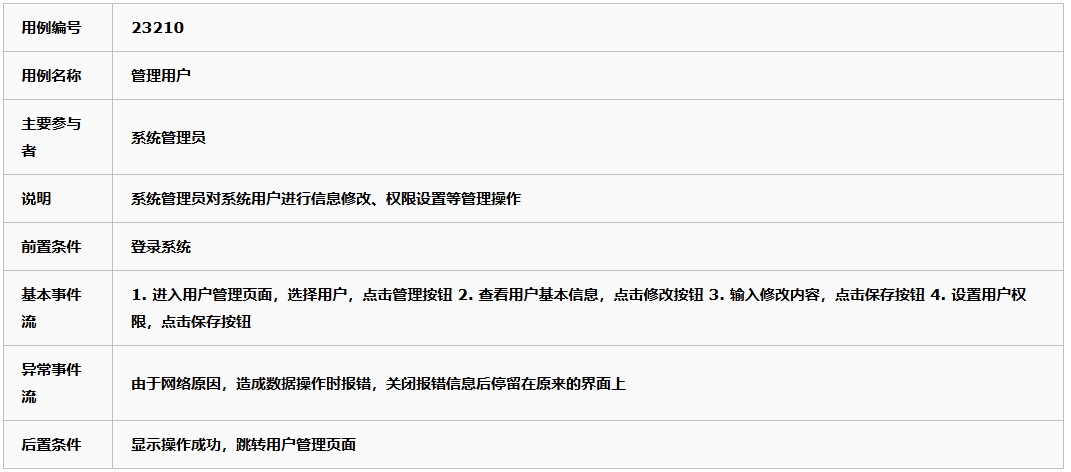 用例编号
23210
用例名称
管理用户
主要参与
者
系统管理员
说明
系统管理员对系统用户进行信息修改、权限设置等管理操作
前置条件
登录系统
基本事件
流
1. 进入用户管理页面，选择用户，点击管理按钮 2. 查看用户基本信息，点击修改按钮 3. 输入修改内容，点击保存按钮 4. 设置用户权
限，点击保存按钮
异常事件
流
由于网络原因，造成数据操作时报错，关闭报错信息后停留在原来的界面上
后置条件
显示操作成功，跳转用户管理页面